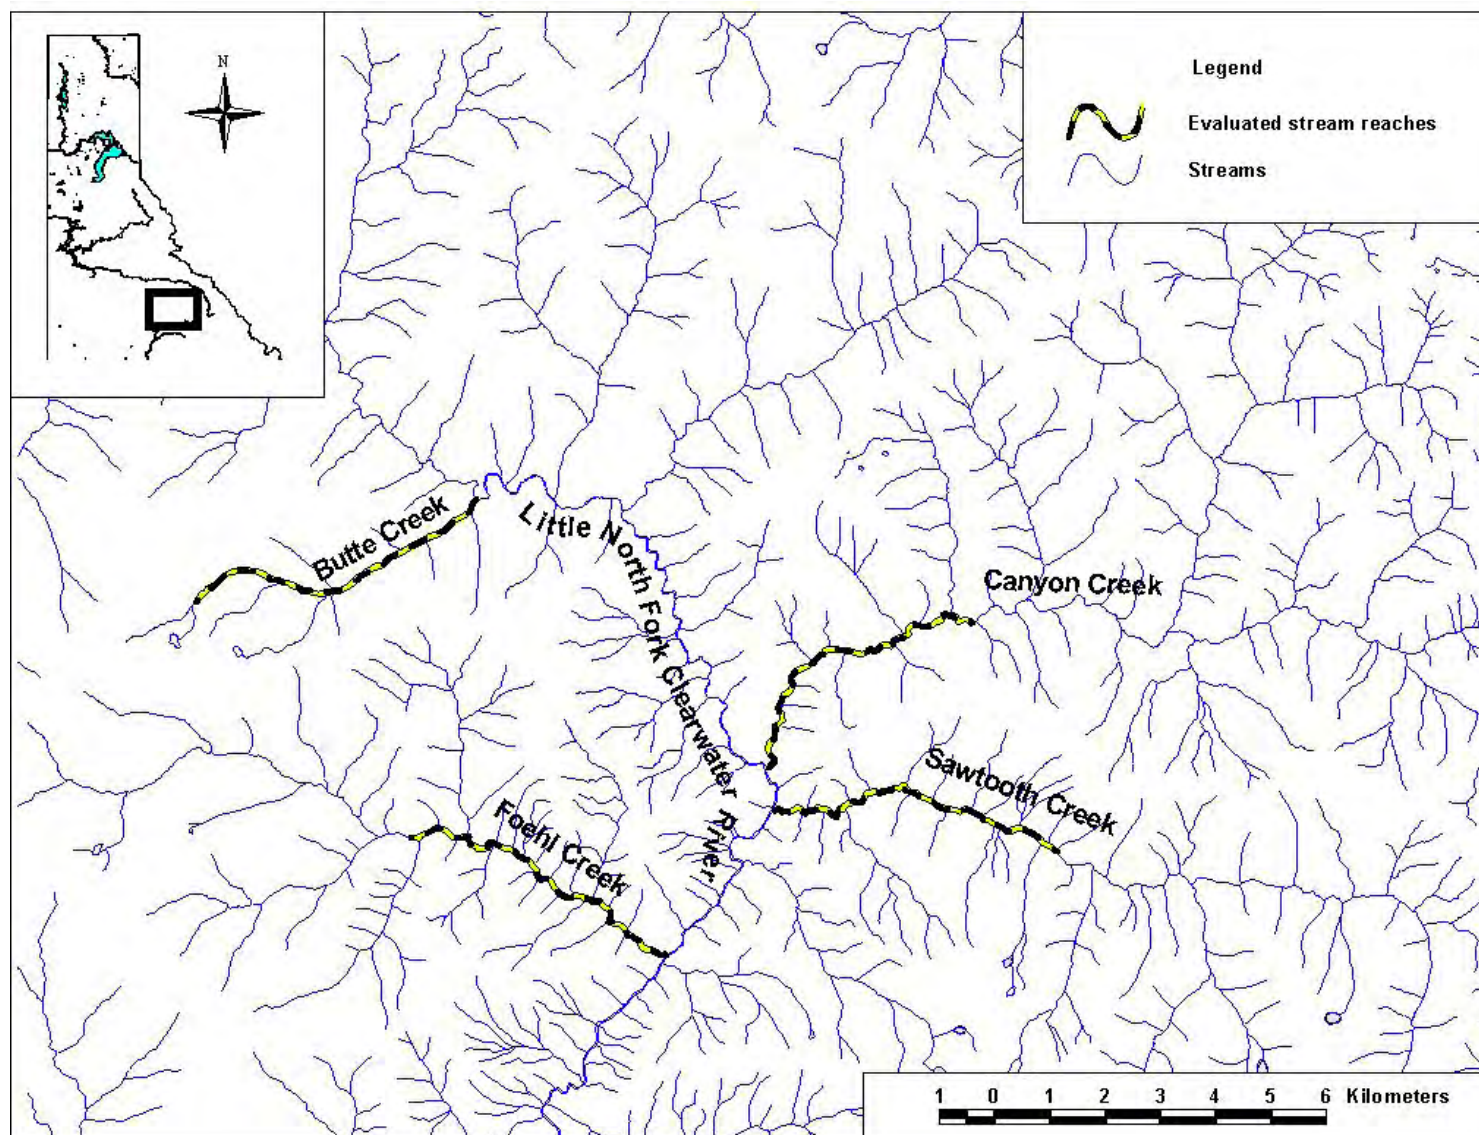 N
Legend
Evaluated stream reaches
Streams
Butte Creek
Little North Fork Clearwater River
Canyon Creek
Sawtooth Creek
Foehl Creek
1 0 1 2 3 4 5 6 Kilometers